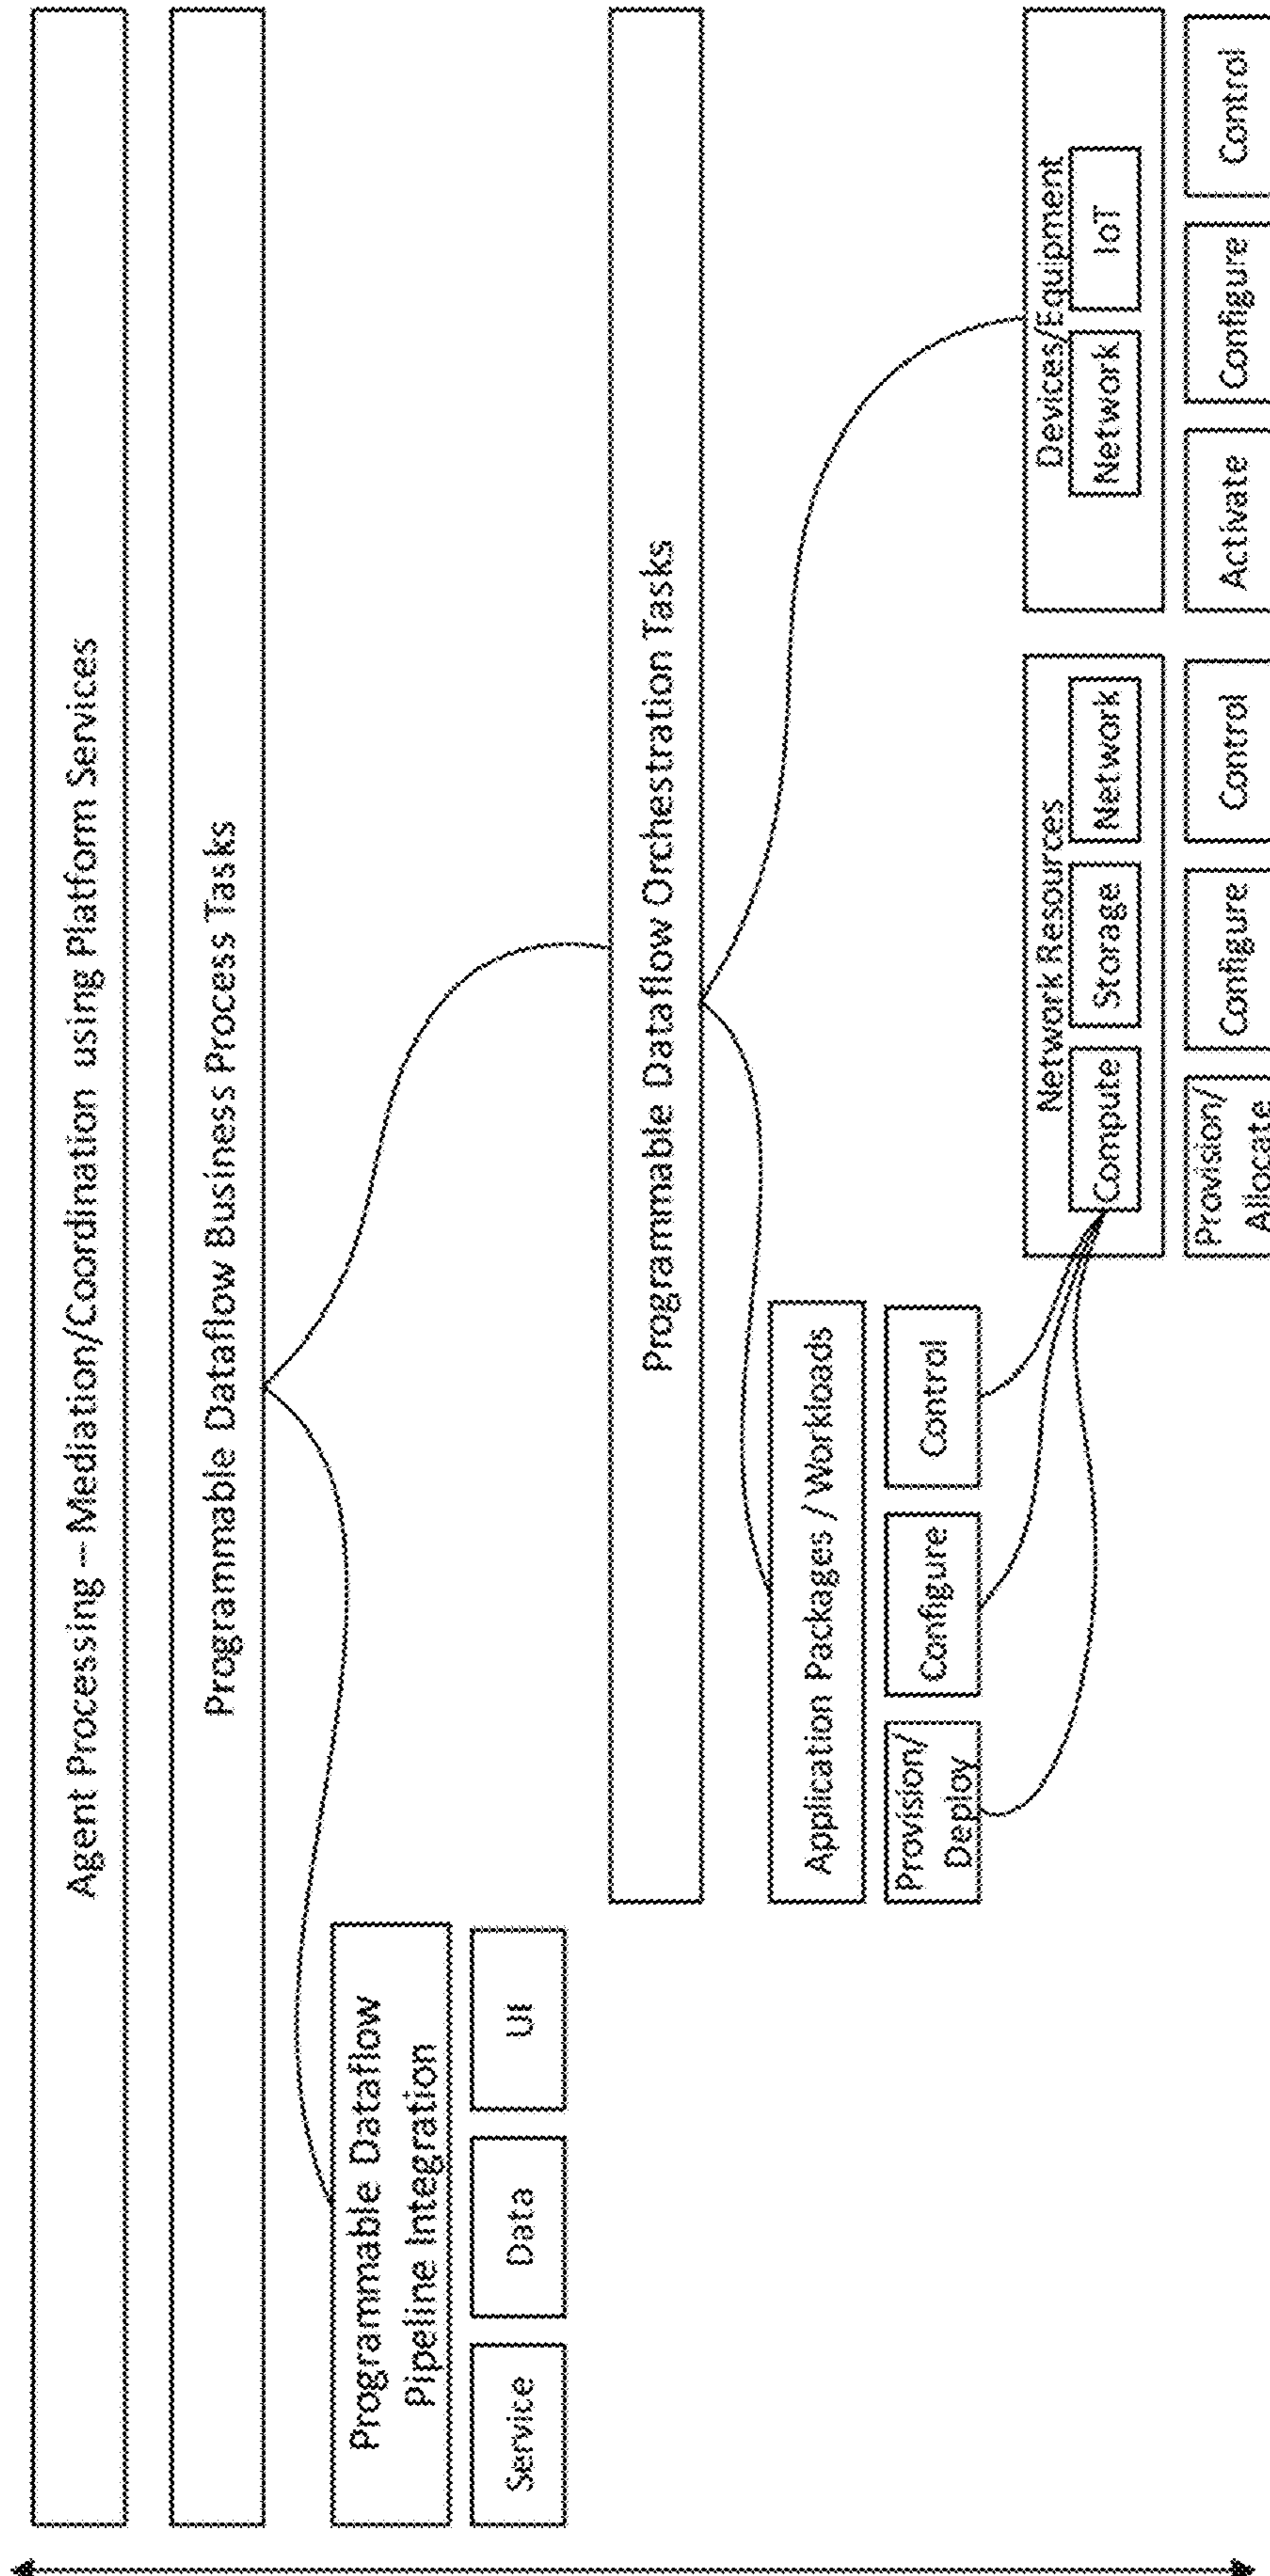 Agent Processing -- Mediation/Coordination using Platform Services
Programmable Dataflow Business Process Tasks
Programmable Dataflow
Pipeline Integration
Service
Data
UI
Programmable Dataflow Orchestration Tasks
Application Packages / Workloads
Provision/
Deploy
Configure
Control
Network Resources
Compute
Storage
Network
Provision/
Allocate
Configure
Control
Devices/Equipment
Network
IoT
Activate
Configure
Control